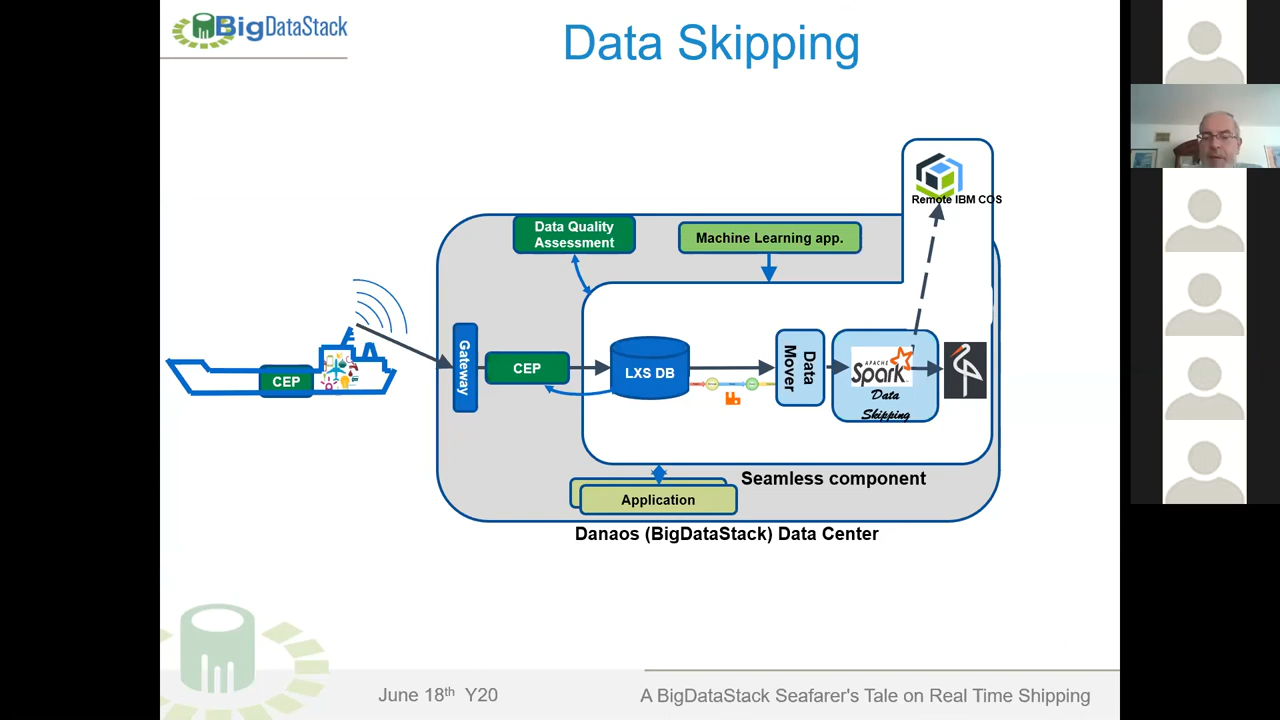 BigDataStack
Data Skipping
Remote IBM COS
Data Quality
Assessment
Machine Learning app.
Gateway
CEP
CEP
LXS DB
Data
Mover
APACHE
Spark
Data
Skipping
Application
Seamless component
Danaos (BigDataStack) Data Center
June 18th Y20
A BigDataStack Seafarer's Tale on Real Time Shipping